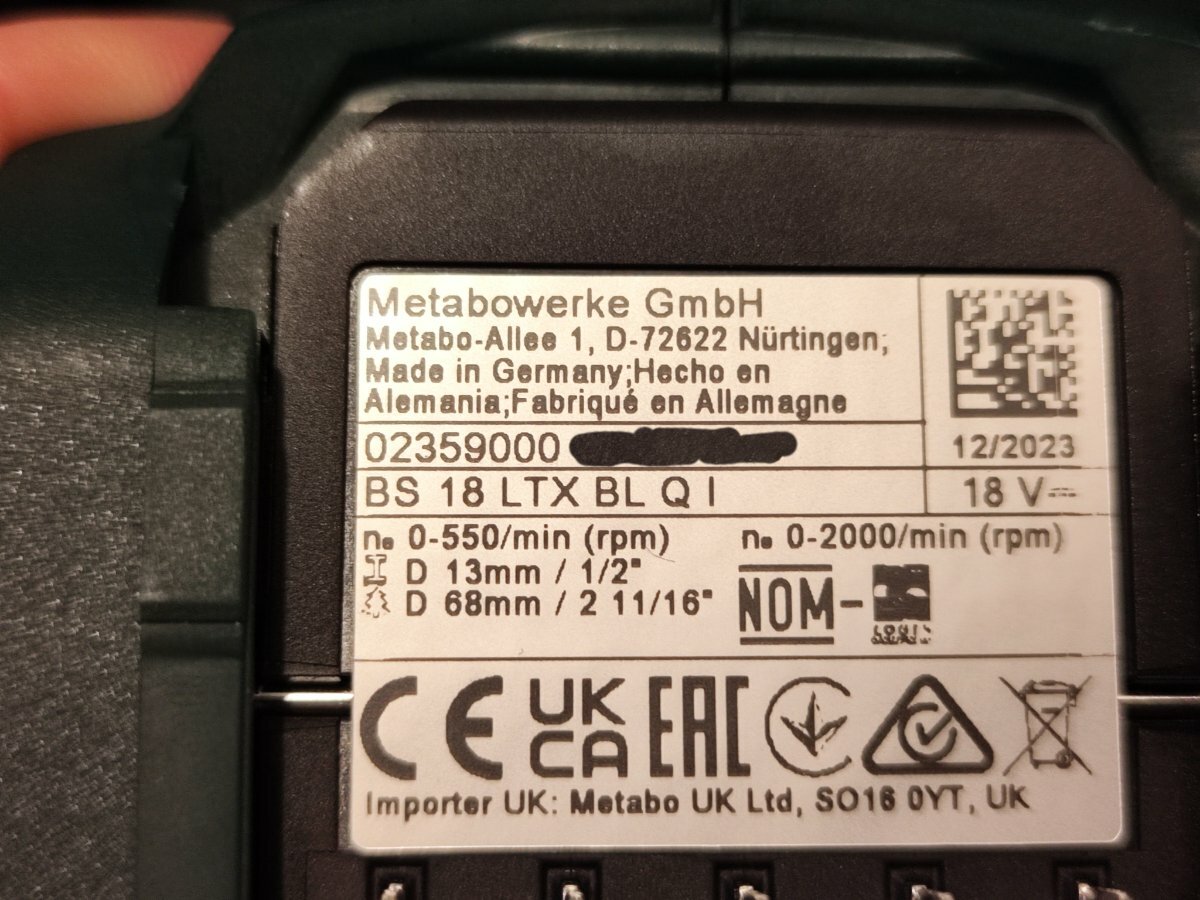 Metabowerke GmbH
Metabo-Allee 1, D-72622 Nürtingen;
Made in Germany;Hecho en
Alemania;Fabriqué en Allemagne
02359000
12/2023
BS 18 LTX BL Q I
18 V
n₀ 0-550/min (rpm)
n₀ 0-2000/min (rpm)
D 13mm / 1/2"
D 68mm / 2 11/16"
NOM-
CE
UK
CA
EAC
Importer UK: Metabo UK Ltd, SO16 0YT, UK